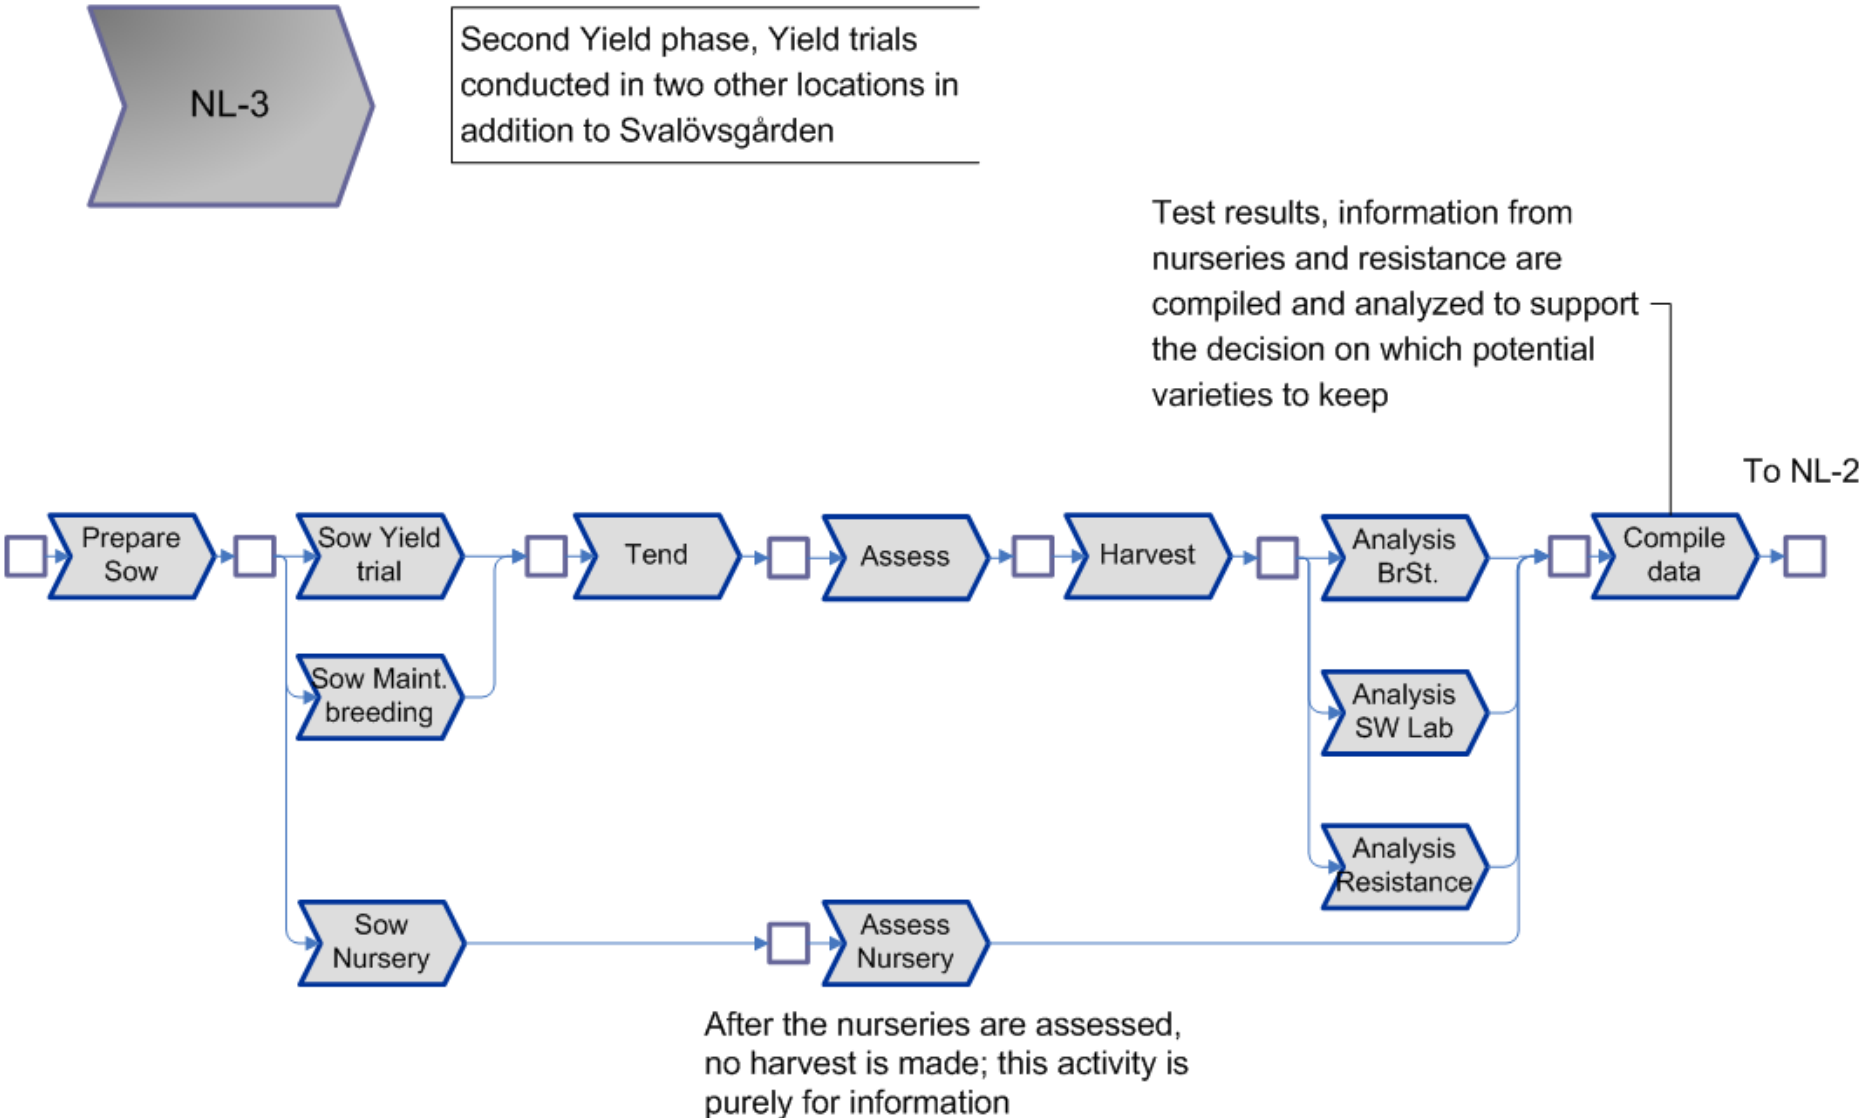 NL-3
Second Yield phase, Yield trials
conducted in two other locations in
addition to Svalövsgården
Test results, information from
nurseries and resistance are
compiled and analyzed to support
the decision on which potential
varieties to keep
To NL-2
Prepare
Sow
Sow Yield
trial
Tend
Assess
Harvest
Analysis
BrSt.
Compile
data
Sow Maint.
breeding
Analysis
SW Lab
Analysis
Resistance
Sow
Nursery
Assess
Nursery
After the nurseries are assessed,
no harvest is made; this activity is
purely for information